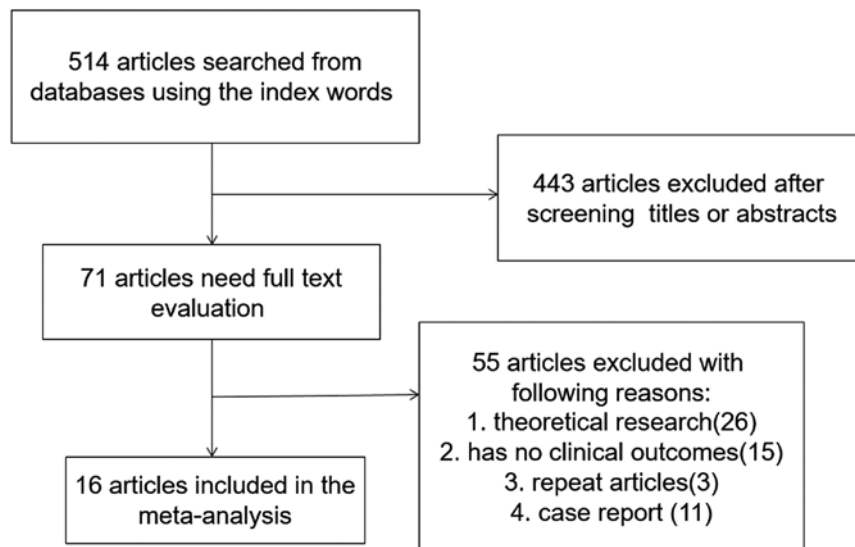 514 articles searched from
databases using the index words
443 articles excluded after
screening titles or abstracts
71 articles need full text
evaluation
55 articles excluded with
following reasons:
1. theoretical research(26)
2. has no clinical outcomes(15)
3. repeat articles(3)
4. case report (11)
16 articles included in the
meta-analysis